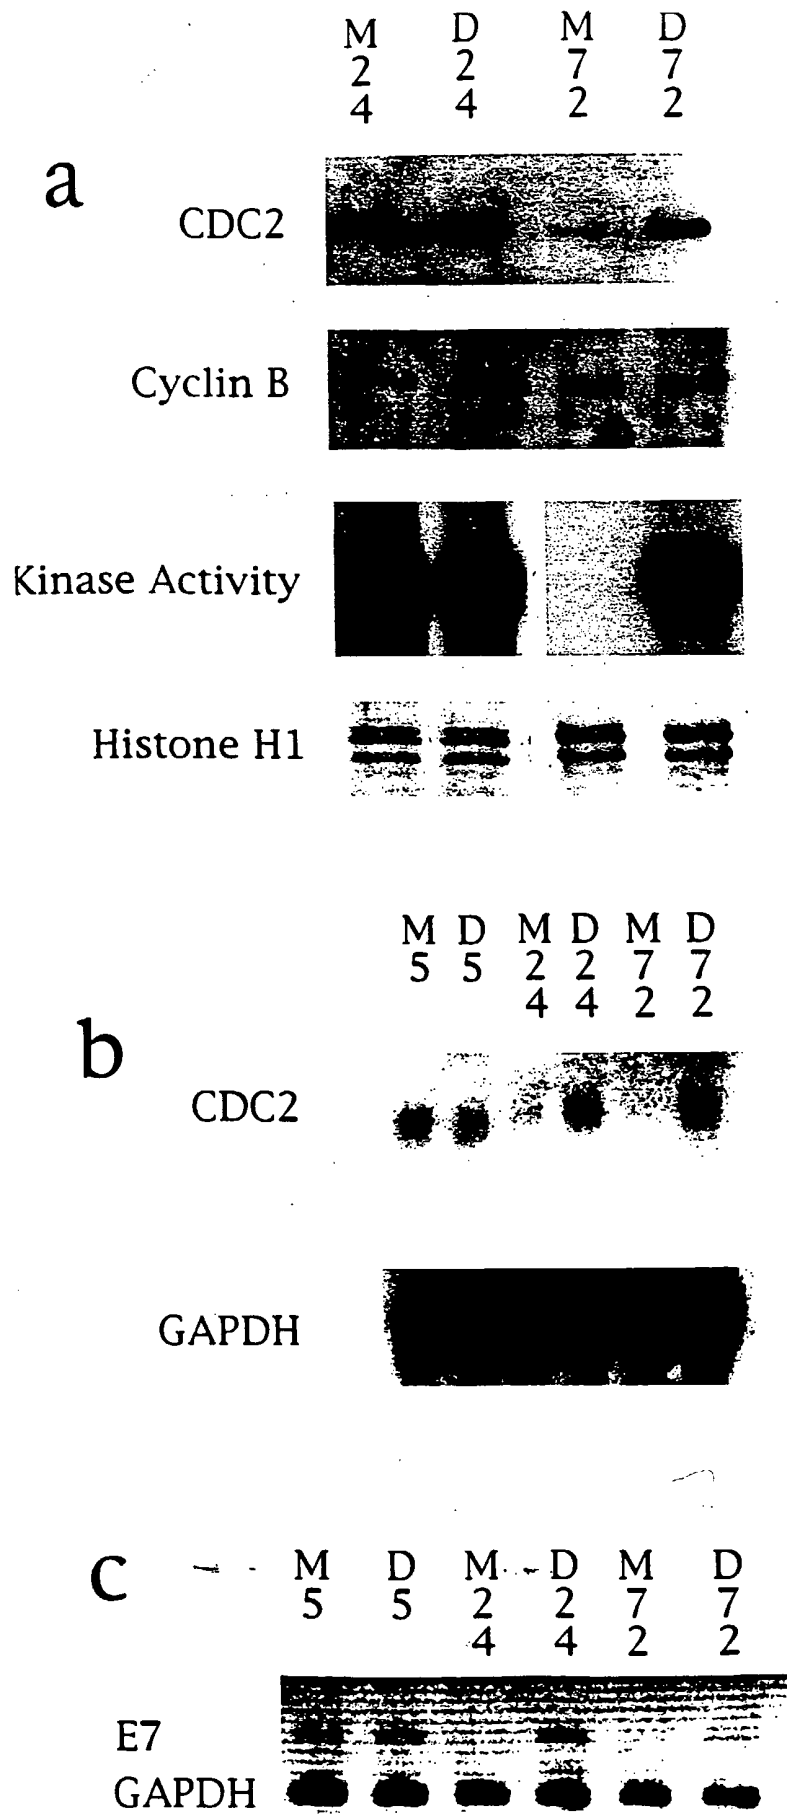 M D M D
2 2 7 7
4 4 2 2
a
CDC2
Cyclin B
Kinase Activity
Histone H1
M D M D M D
5 5 2 2 7 7
4 4 2 2
b
CDC2
GAPDH
c
M D M D M D
5 5 2 2 7 7
4 4 2 2
E7
GAPDH